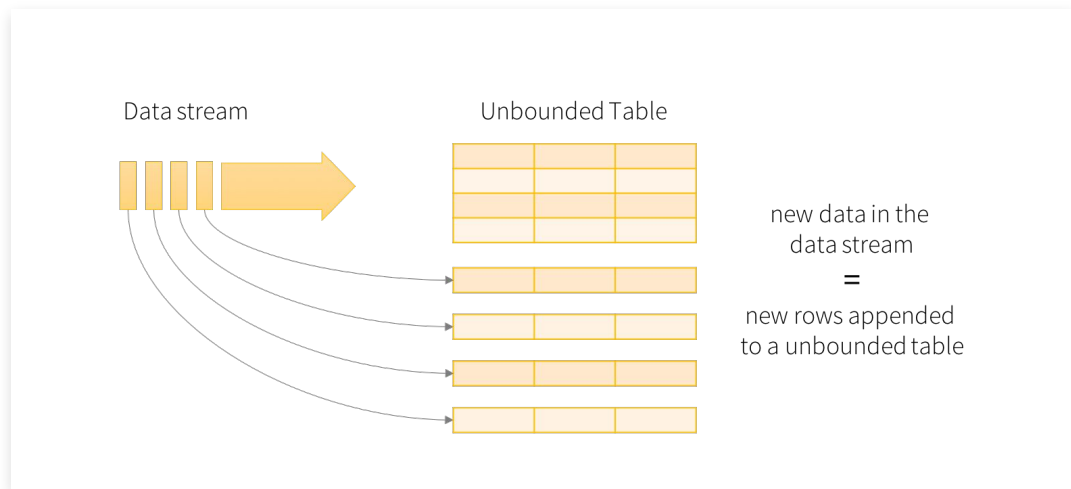 Data stream
Unbounded Table
new data in the
data stream
=
new rows appended
to a unbounded table